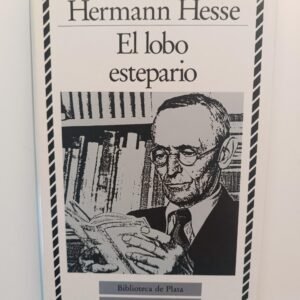 Hermann Hesse
El lobo
estepario
Biblioteca de Plata